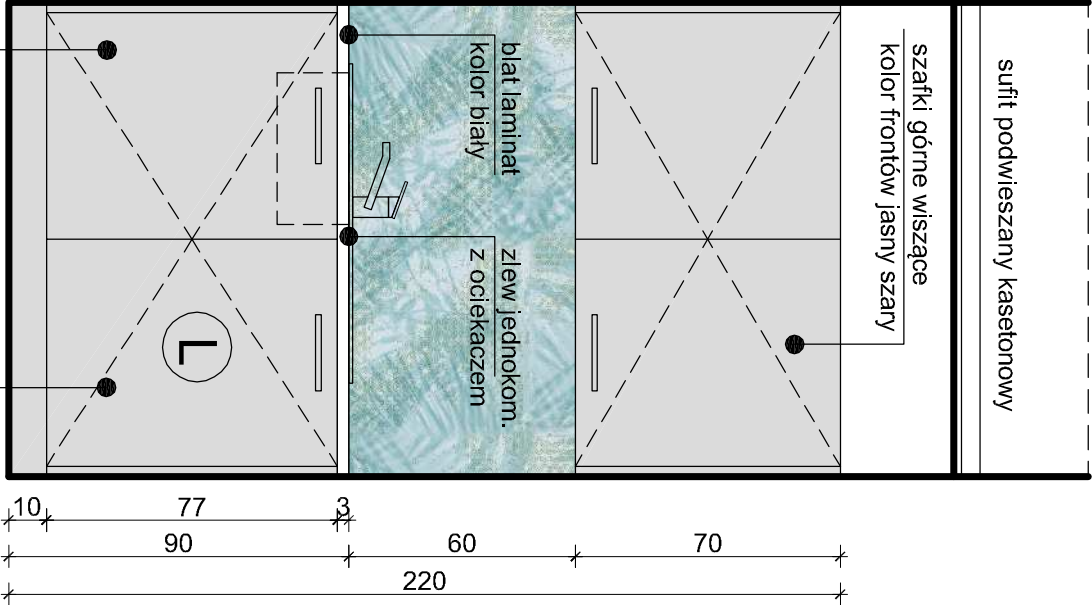 sufit podwieszany kasetonowy
szafki górne wiszące
kolor frontów jasny szary
blat laminat
kolor biały
zlew jednokom.
z ociekaczem
L
10
77
3
90
60
70
220